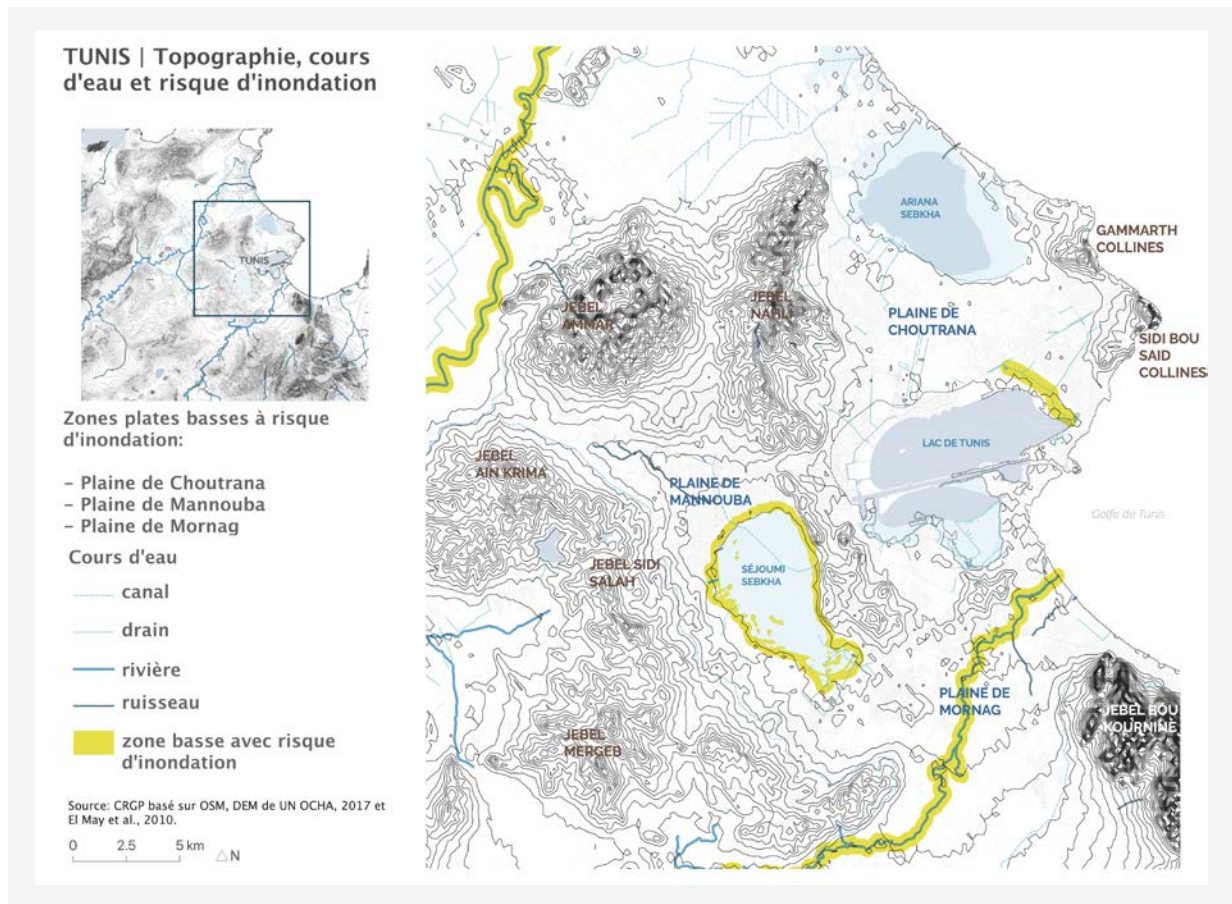 TUNIS | Topographie, cours
d'eau et risque d'inondation
TUNIS
Zones plates basses à risque
d'inondation:
– Plaine de Choutrana
– Plaine de Mannouba
– Plaine de Mornag
Cours d'eau
canal
drain
rivière
ruisseau
zone basse avec risque
d'inondation
Source: CRGP basé sur OSM, DEM de UN OCHA, 2017 et
El May et al., 2010.
0 2.5 5 km
N
ARIANA
SEBKHA
GAMMARTH
COLLINES
JEBEL
AMMAR
JEBEL
NAHLI
PLAINE DE
CHOUTRANA
SIDI BOU
SAID
COLLINES
LAC DE TUNIS
JEBEL
AIN KRIMA
PLAINE DE
MANNOUBA
Golfe de Tunis
JEBEL SIDI
SALAH
SÉJOUMI
SEBKHA
PLAINE DE
MORNAG
JEBEL BOU
KOURNINE
JEBEL
MERGEB